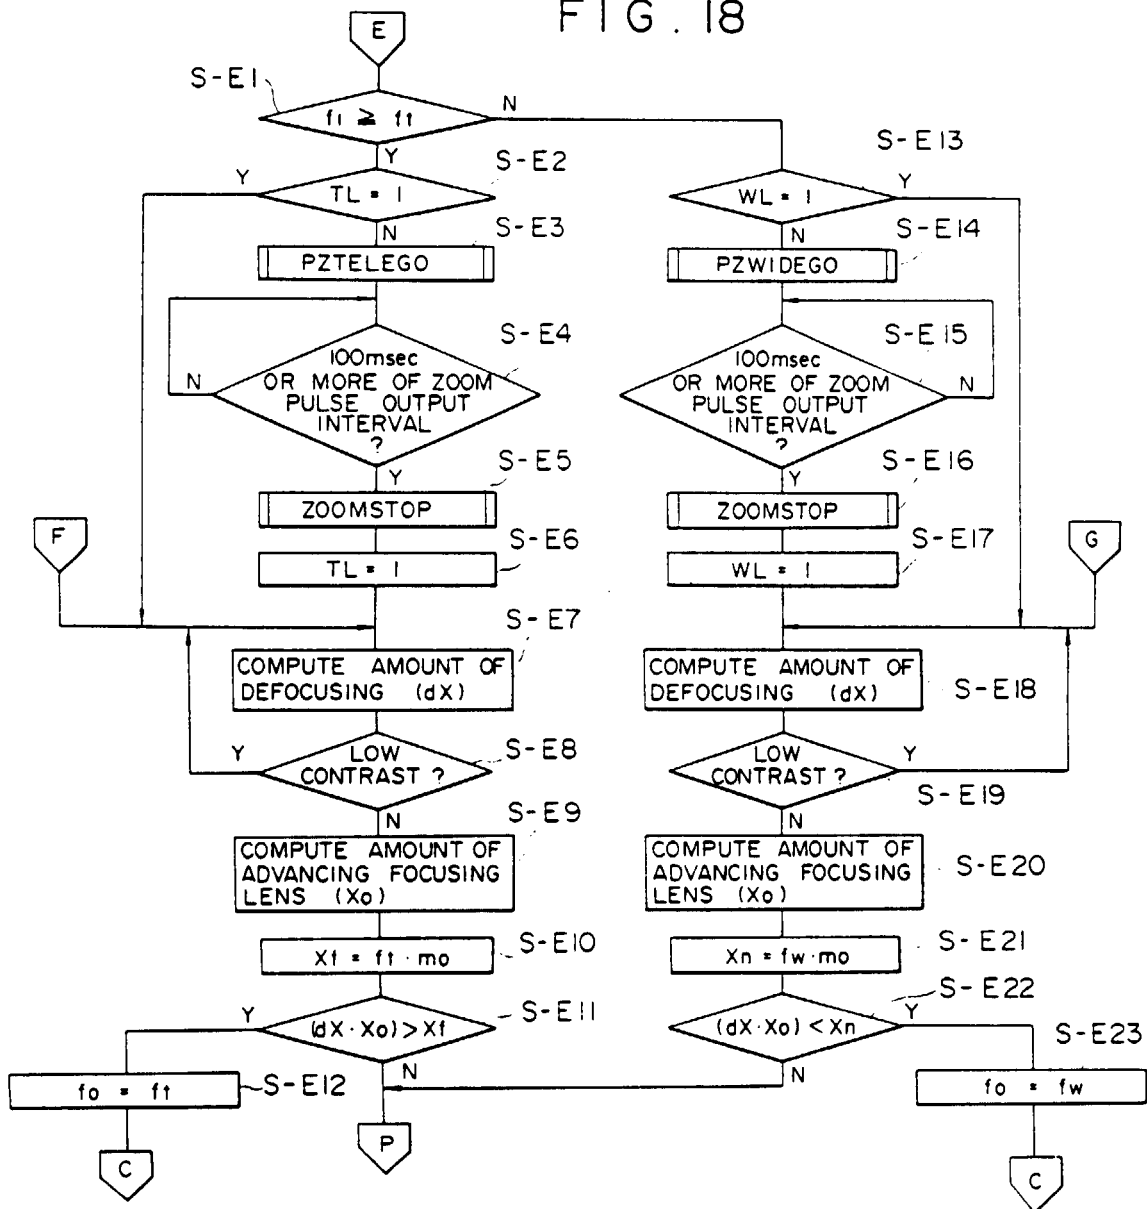 FIG. 18
E
S-E1
f1 ≧ ft
N
Y
S-E13
S-E2
Y
TL = 1
N
WL = 1
Y
N
S-E3
PZTELEGO
S-E14
PZWIDEGO
S-E4
100msec
OR MORE OF ZOOM
PULSE OUTPUT
INTERVAL
?
N
Y
S-E15
100msec
OR MORE OF ZOOM
PULSE OUTPUT
INTERVAL
?
N
Y
S-E5
ZOOMSTOP
S-E16
ZOOMSTOP
F
S-E6
TL = 1
S-E17
WL = 1
G
S-E7
COMPUTE AMOUNT OF
DEFOCUSING (dX)
COMPUTE AMOUNT OF
DEFOCUSING (dX)
S-E18
Y
LOW
CONTRAST ?
S-E8
N
LOW
CONTRAST ?
Y
S-E19
N
S-E9
COMPUTE AMOUNT OF
ADVANCING FOCUSING
LENS (Xo)
COMPUTE AMOUNT OF
ADVANCING FOCUSING
LENS (Xo)
S-E20
Xf = ft · mo
S-E10
Xn = fw · mo
S-E21
Y
(dX · Xo) > Xf
S-E11
N
S-E22
(dX · Xo) < Xn
Y
N
S-E23
fo = ft
S-E12
fo = fw
C
P
C